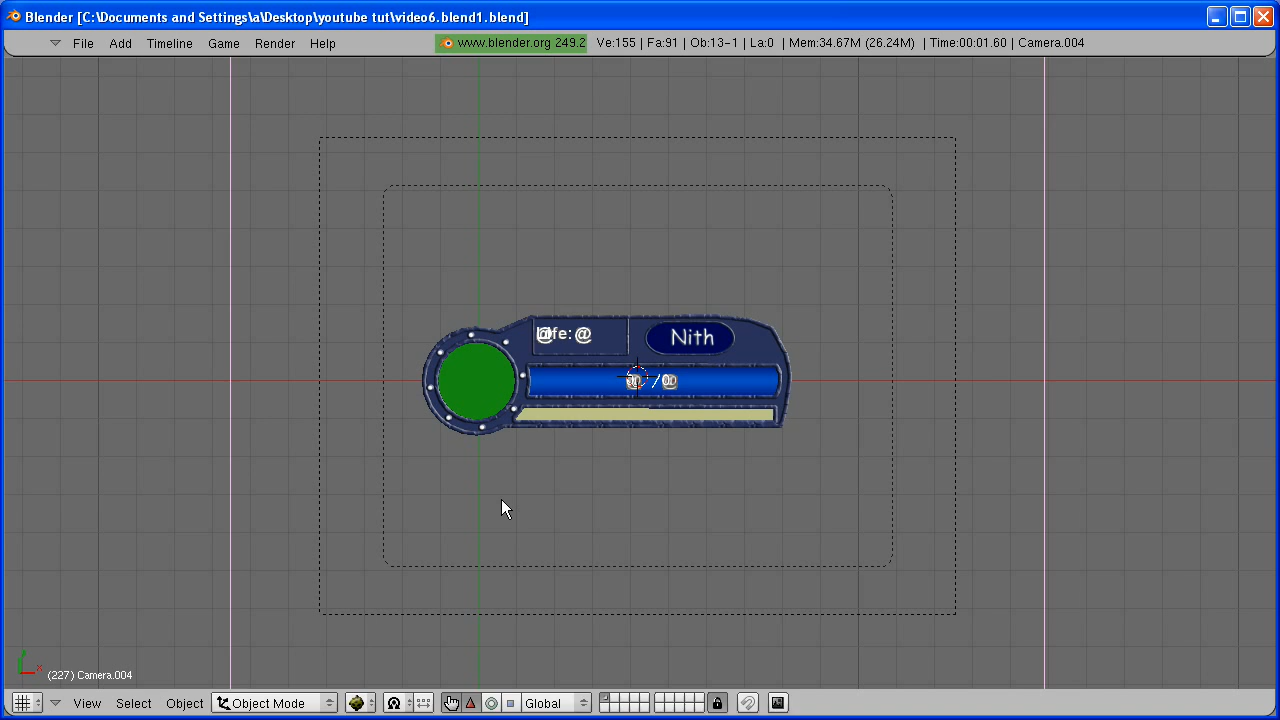 Blender [C:\Documents and Settings\a\Desktop\youtube tut\video6.blend1.blend]
File Add Timeline Game Render Help www.blender.org 249.2 Ve:155 | Fa:91 | Ob:13-1 | La:0 | Mem:34.67M (26.24M) | Time:00:01.60 | Camera.004
Nith
/@
(227) Camera.004
View Select Object Object Mode Global